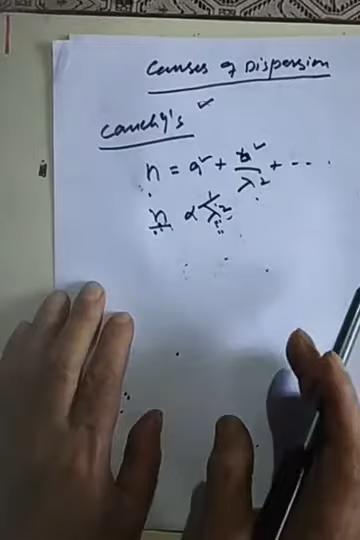 Causes of Dispersion
Cauchy's ✓
n = a + b/λ² + ---
n ∝ 1/λ²